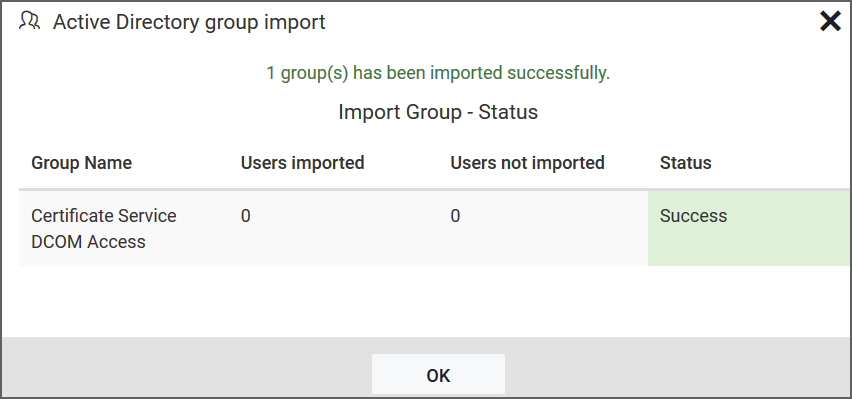 Active Directory group import
1 group(s) has been imported successfully.
Import Group - Status
Group Name Users imported Users not imported Status
Certificate Service 0 0 Success
DCOM Access
OK